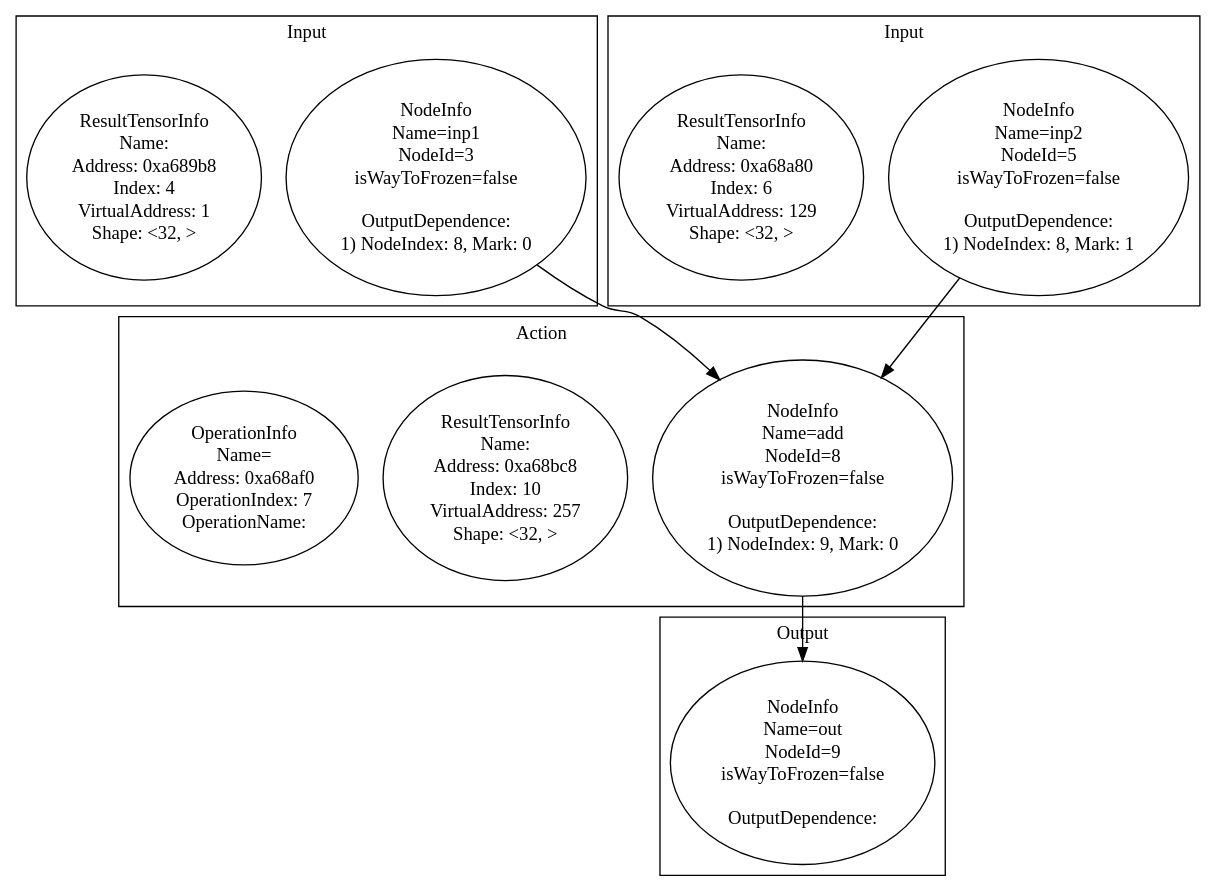 Input
ResultTensorInfo
Name:
Address: 0xa689b8
Index: 4
VirtualAddress: 1
Shape: <32, >
NodeInfo
Name=inp1
NodeId=3
isWayToFrozen=false
OutputDependence:
1) NodeIndex: 8, Mark: 0
Input
ResultTensorInfo
Name:
Address: 0xa68a80
Index: 6
VirtualAddress: 129
Shape: <32, >
NodeInfo
Name=inp2
NodeId=5
isWayToFrozen=false
OutputDependence:
1) NodeIndex: 8, Mark: 1
Action
OperationInfo
Name=
Address: 0xa68af0
OperationIndex: 7
OperationName:
ResultTensorInfo
Name:
Address: 0xa68bc8
Index: 10
VirtualAddress: 257
Shape: <32, >
NodeInfo
Name=add
NodeId=8
isWayToFrozen=false
OutputDependence:
1) NodeIndex: 9, Mark: 0
Output
NodeInfo
Name=out
NodeId=9
isWayToFrozen=false
OutputDependence: